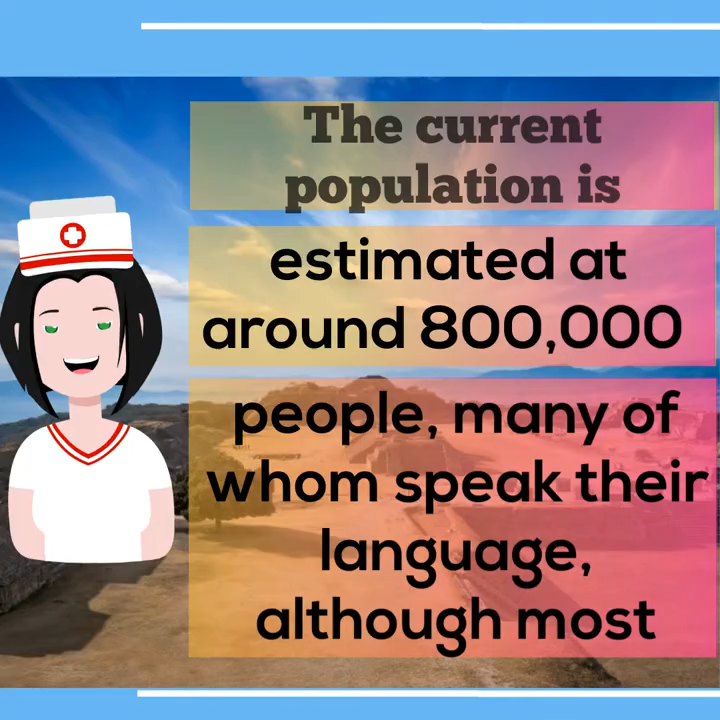 The current
population is
estimated at
around 800,000
people, many of
whom speak their
language,
although most